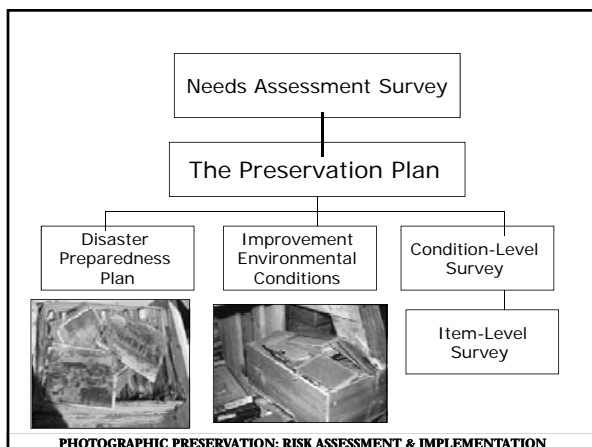 Needs Assessment Survey
The Preservation Plan
Disaster
Preparedness
Plan
Improvement
Environmental
Conditions
Condition-Level
Survey
Item-Level
Survey
PHOTOGRAPHIC PRESERVATION: RISK ASSESSMENT & IMPLEMENTATION